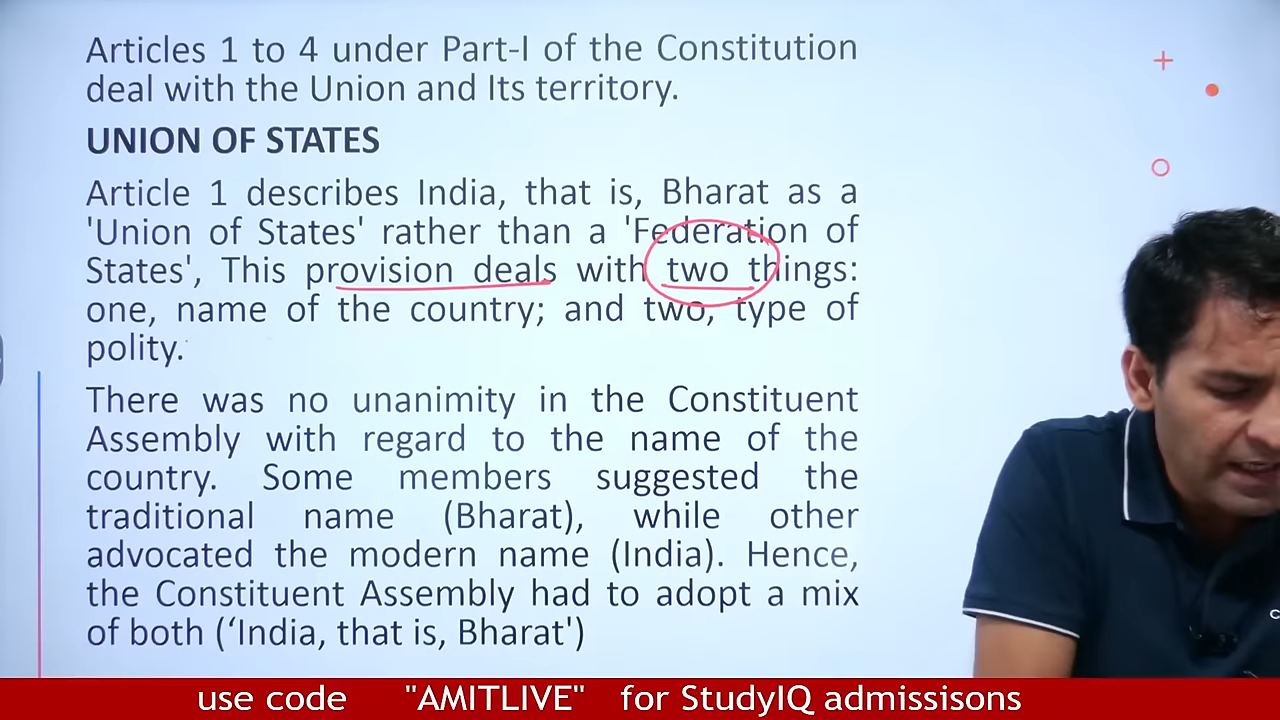 Articles 1 to 4 under Part-I of the Constitution
deal with the Union and Its territory.
UNION OF STATES
Article 1 describes India, that is, Bharat as a
'Union of States' rather than a 'Federation of
States', This provision deals with two things:
one, name of the country; and two, type of
polity.
There was no unanimity in the Constituent
Assembly with regard to the name of the
country. Some members suggested the
traditional name (Bharat), while other
advocated the modern name (India). Hence,
the Constituent Assembly had to adopt a mix
of both (‘India, that is, Bharat')
use code "AMITLIVE" for StudyIQ admissisons